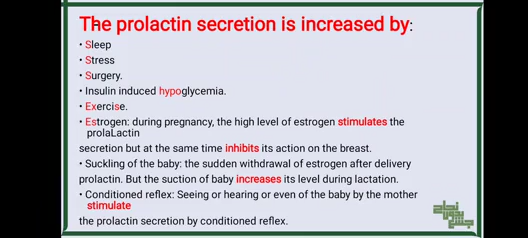 The prolactin secretion is increased by:
• Sleep
• Stress
• Surgery.
• Insulin induced hypoglycemia.
• Exercise.
• Estrogen: during pregnancy, the high level of estrogen stimulates the
prolaLactin
secretion but at the same time inhibits its action on the breast.
• Suckling of the baby: the sudden withdrawal of estrogen after delivery
prolactin. But the suction of baby increases its level during lactation.
• Conditioned reflex: Seeing or hearing or even of the baby by the mother
stimulate
the prolactin secretion by conditioned reflex.